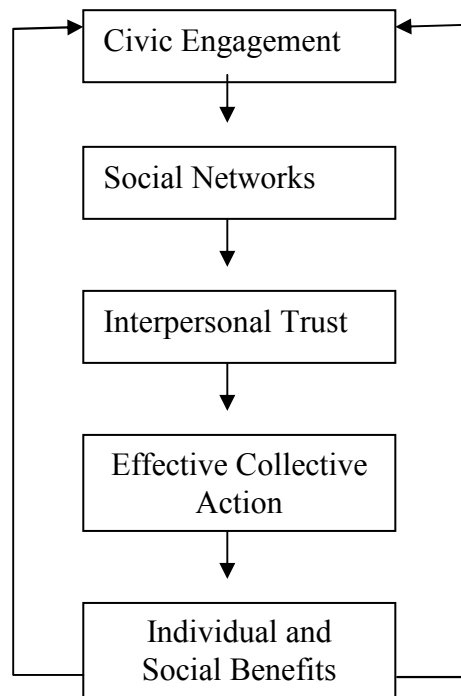 Civic Engagement
Social Networks
Interpersonal Trust
Effective Collective
Action
Individual and
Social Benefits